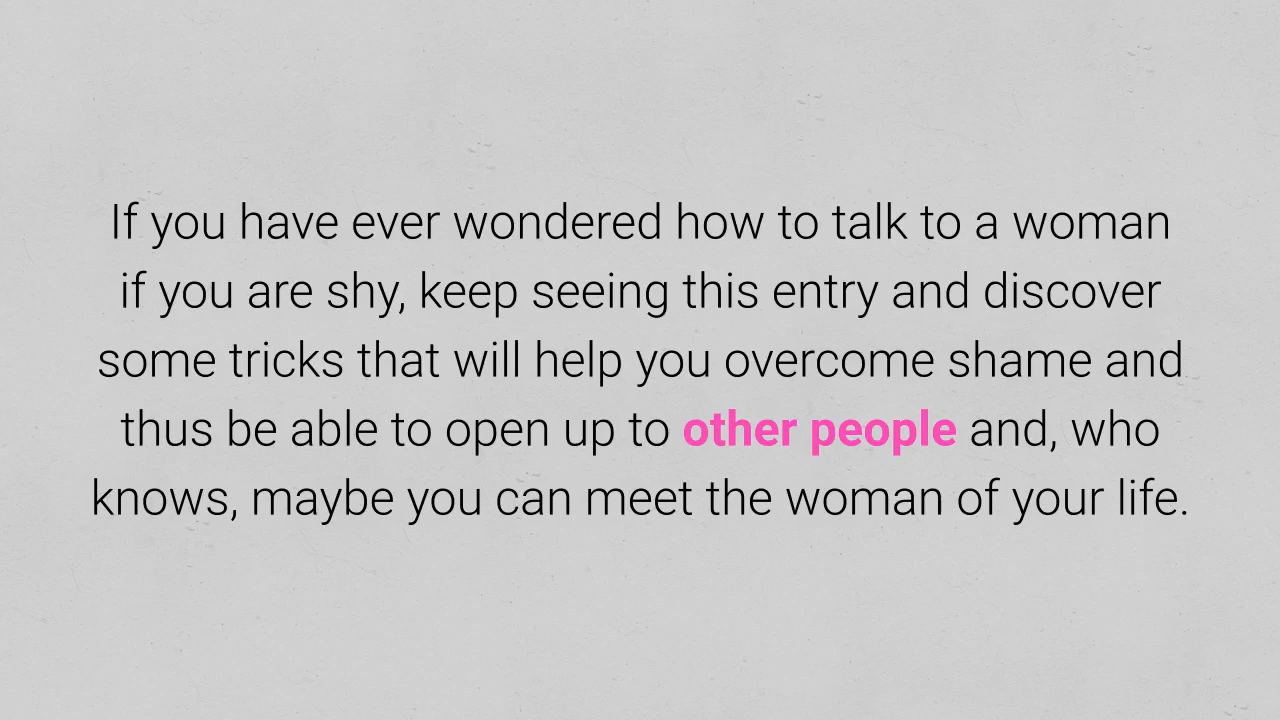 If you have ever wondered how to talk to a woman
if you are shy, keep seeing this entry and discover
some tricks that will help you overcome shame and
thus be able to open up to other people and, who
knows, maybe you can meet the woman of your life.